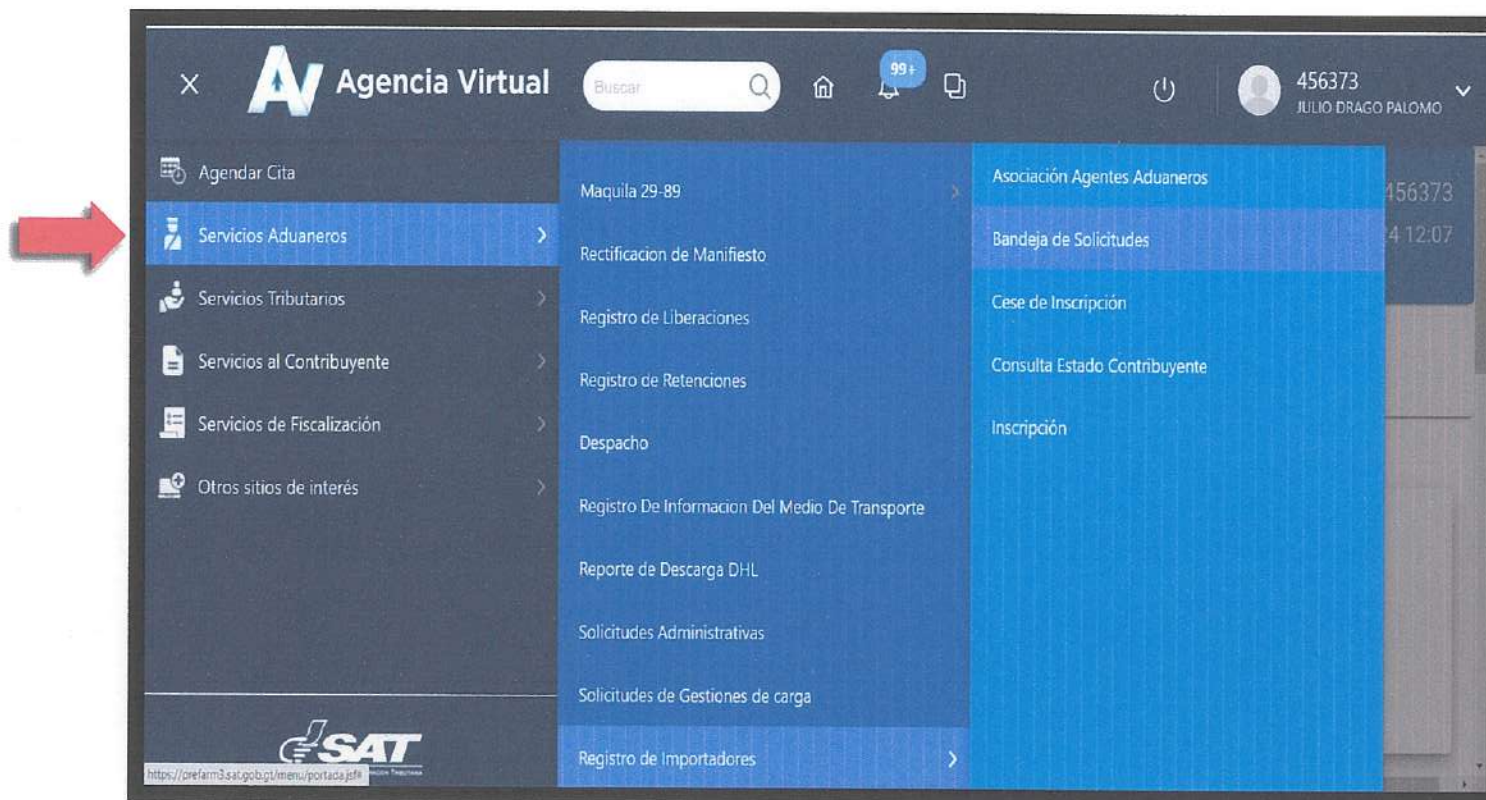 Agencia Virtual
Buscar
99+
456373
JULIO DRAGO PALOMO
Agendar Cita
Servicios Aduaneros
Servicios Tributarios
Servicios al Contribuyente
Servicios de Fiscalización
Otros sitios de interés
SAT
https://prefarm3.sat.gob.gt/menu/portada.jsf#
Maquila 29-89
Rectificacion de Manifiesto
Registro de Liberaciones
Registro de Retenciones
Despacho
Registro De Informacion Del Medio De Transporte
Reporte de Descarga DHL
Solicitudes Administrativas
Solicitudes de Gestiones de carga
Registro de Importadores
Asociación Agentes Aduaneros
Bandeja de Solicitudes
Cese de Inscripción
Consulta Estado Contribuyente
Inscripción
456373
4 12:07